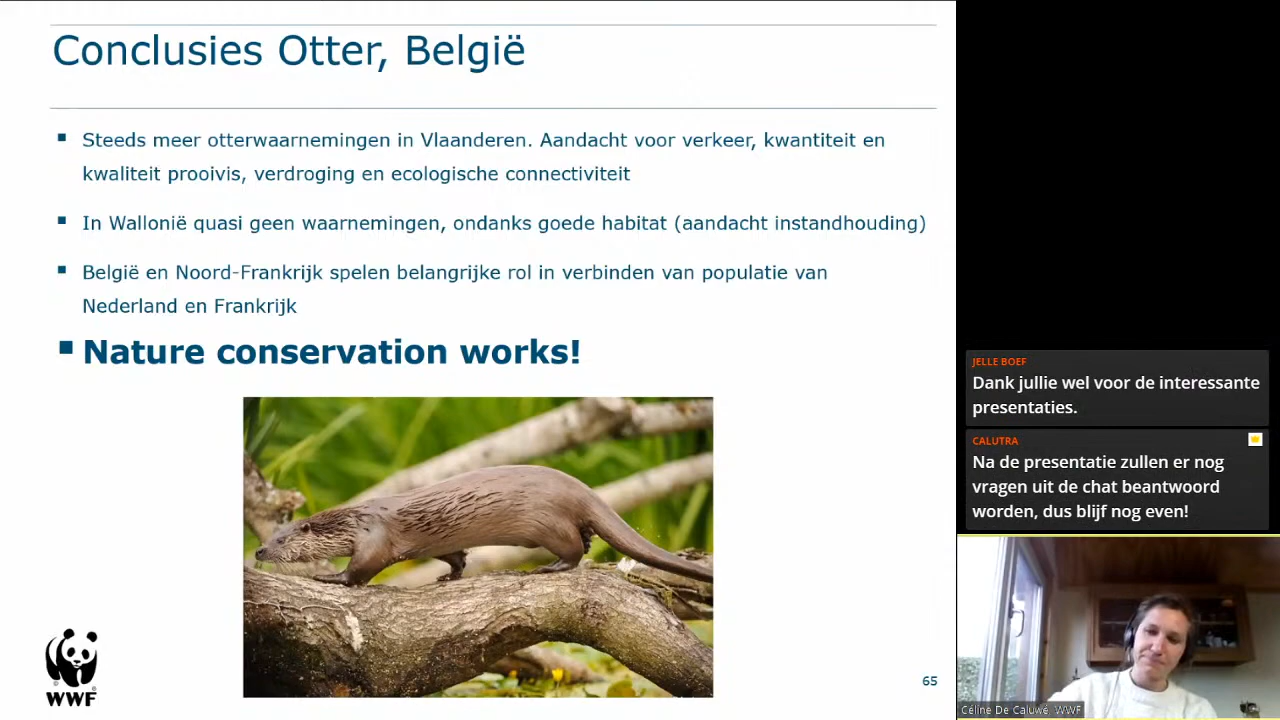 Conclusies Otter, België
▪ Steeds meer otterwaarnemingen in Vlaanderen. Aandacht voor verkeer, kwantiteit en
kwaliteit prooivis, verdroging en ecologische connectiviteit
▪ In Wallonië quasi geen waarnemingen, ondanks goede habitat (aandacht instandhouding)
▪ België en Noord-Frankrijk spelen belangrijke rol in verbinden van populatie van
Nederland en Frankrijk
▪ Nature conservation works!
WWF
65
JELLE BOEF
Dank jullie wel voor de interessante
presentaties.
CALUTRA
Na de presentatie zullen er nog
vragen uit de chat beantwoord
worden, dus blijf nog even!
Céline De Caluwé_WWF